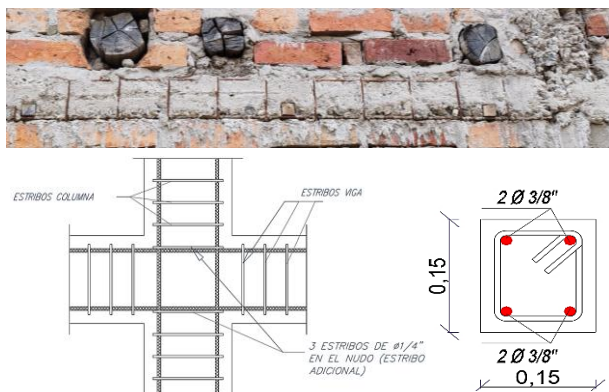 ESTRIBOS COLUMNA
ESTRIBOS VIGA
3 ESTRIBOS DE ø1/4"
EN EL NUDO (ESTRIBO
ADICIONAL)
2 Ø 3/8"
0,15
2 Ø 3/8"
0,15